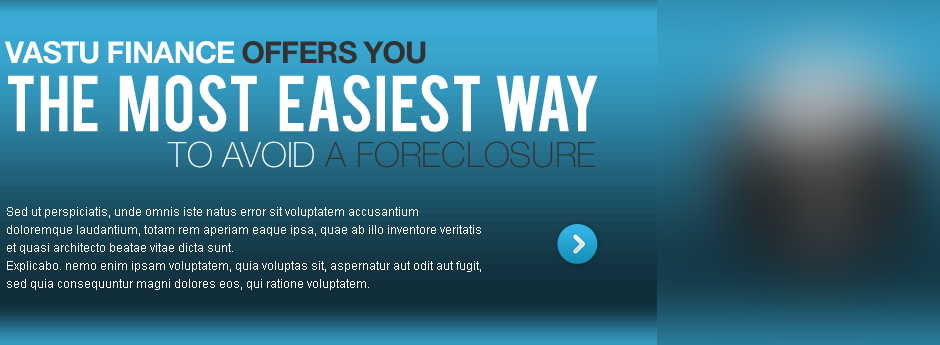 VASTU FINANCE OFFERS YOU
THE MOST EASIEST WAY
TO AVOID A FORECLOSURE
Sed ut perspiciatis, unde omnis iste natus error sit voluptatem accusantium
doloremque laudantium, totam rem aperiam eaque ipsa, quae ab illo inventore veritatis
et quasi architecto beatae vitae dicta sunt.
Explicabo. nemo enim ipsam voluptatem, quia voluptas sit, aspernatur aut odit aut fugit,
sed quia consequuntur magni dolores eos, qui ratione voluptatem.